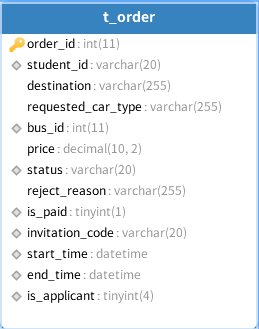 t_order
order_id : int(11)
student_id : varchar(20)
destination : varchar(255)
requested_car_type : varchar(255)
bus_id : int(11)
price : decimal(10, 2)
status : varchar(20)
reject_reason : varchar(255)
is_paid : tinyint(1)
invitation_code : varchar(20)
start_time : datetime
end_time : datetime
is_applicant : tinyint(4)